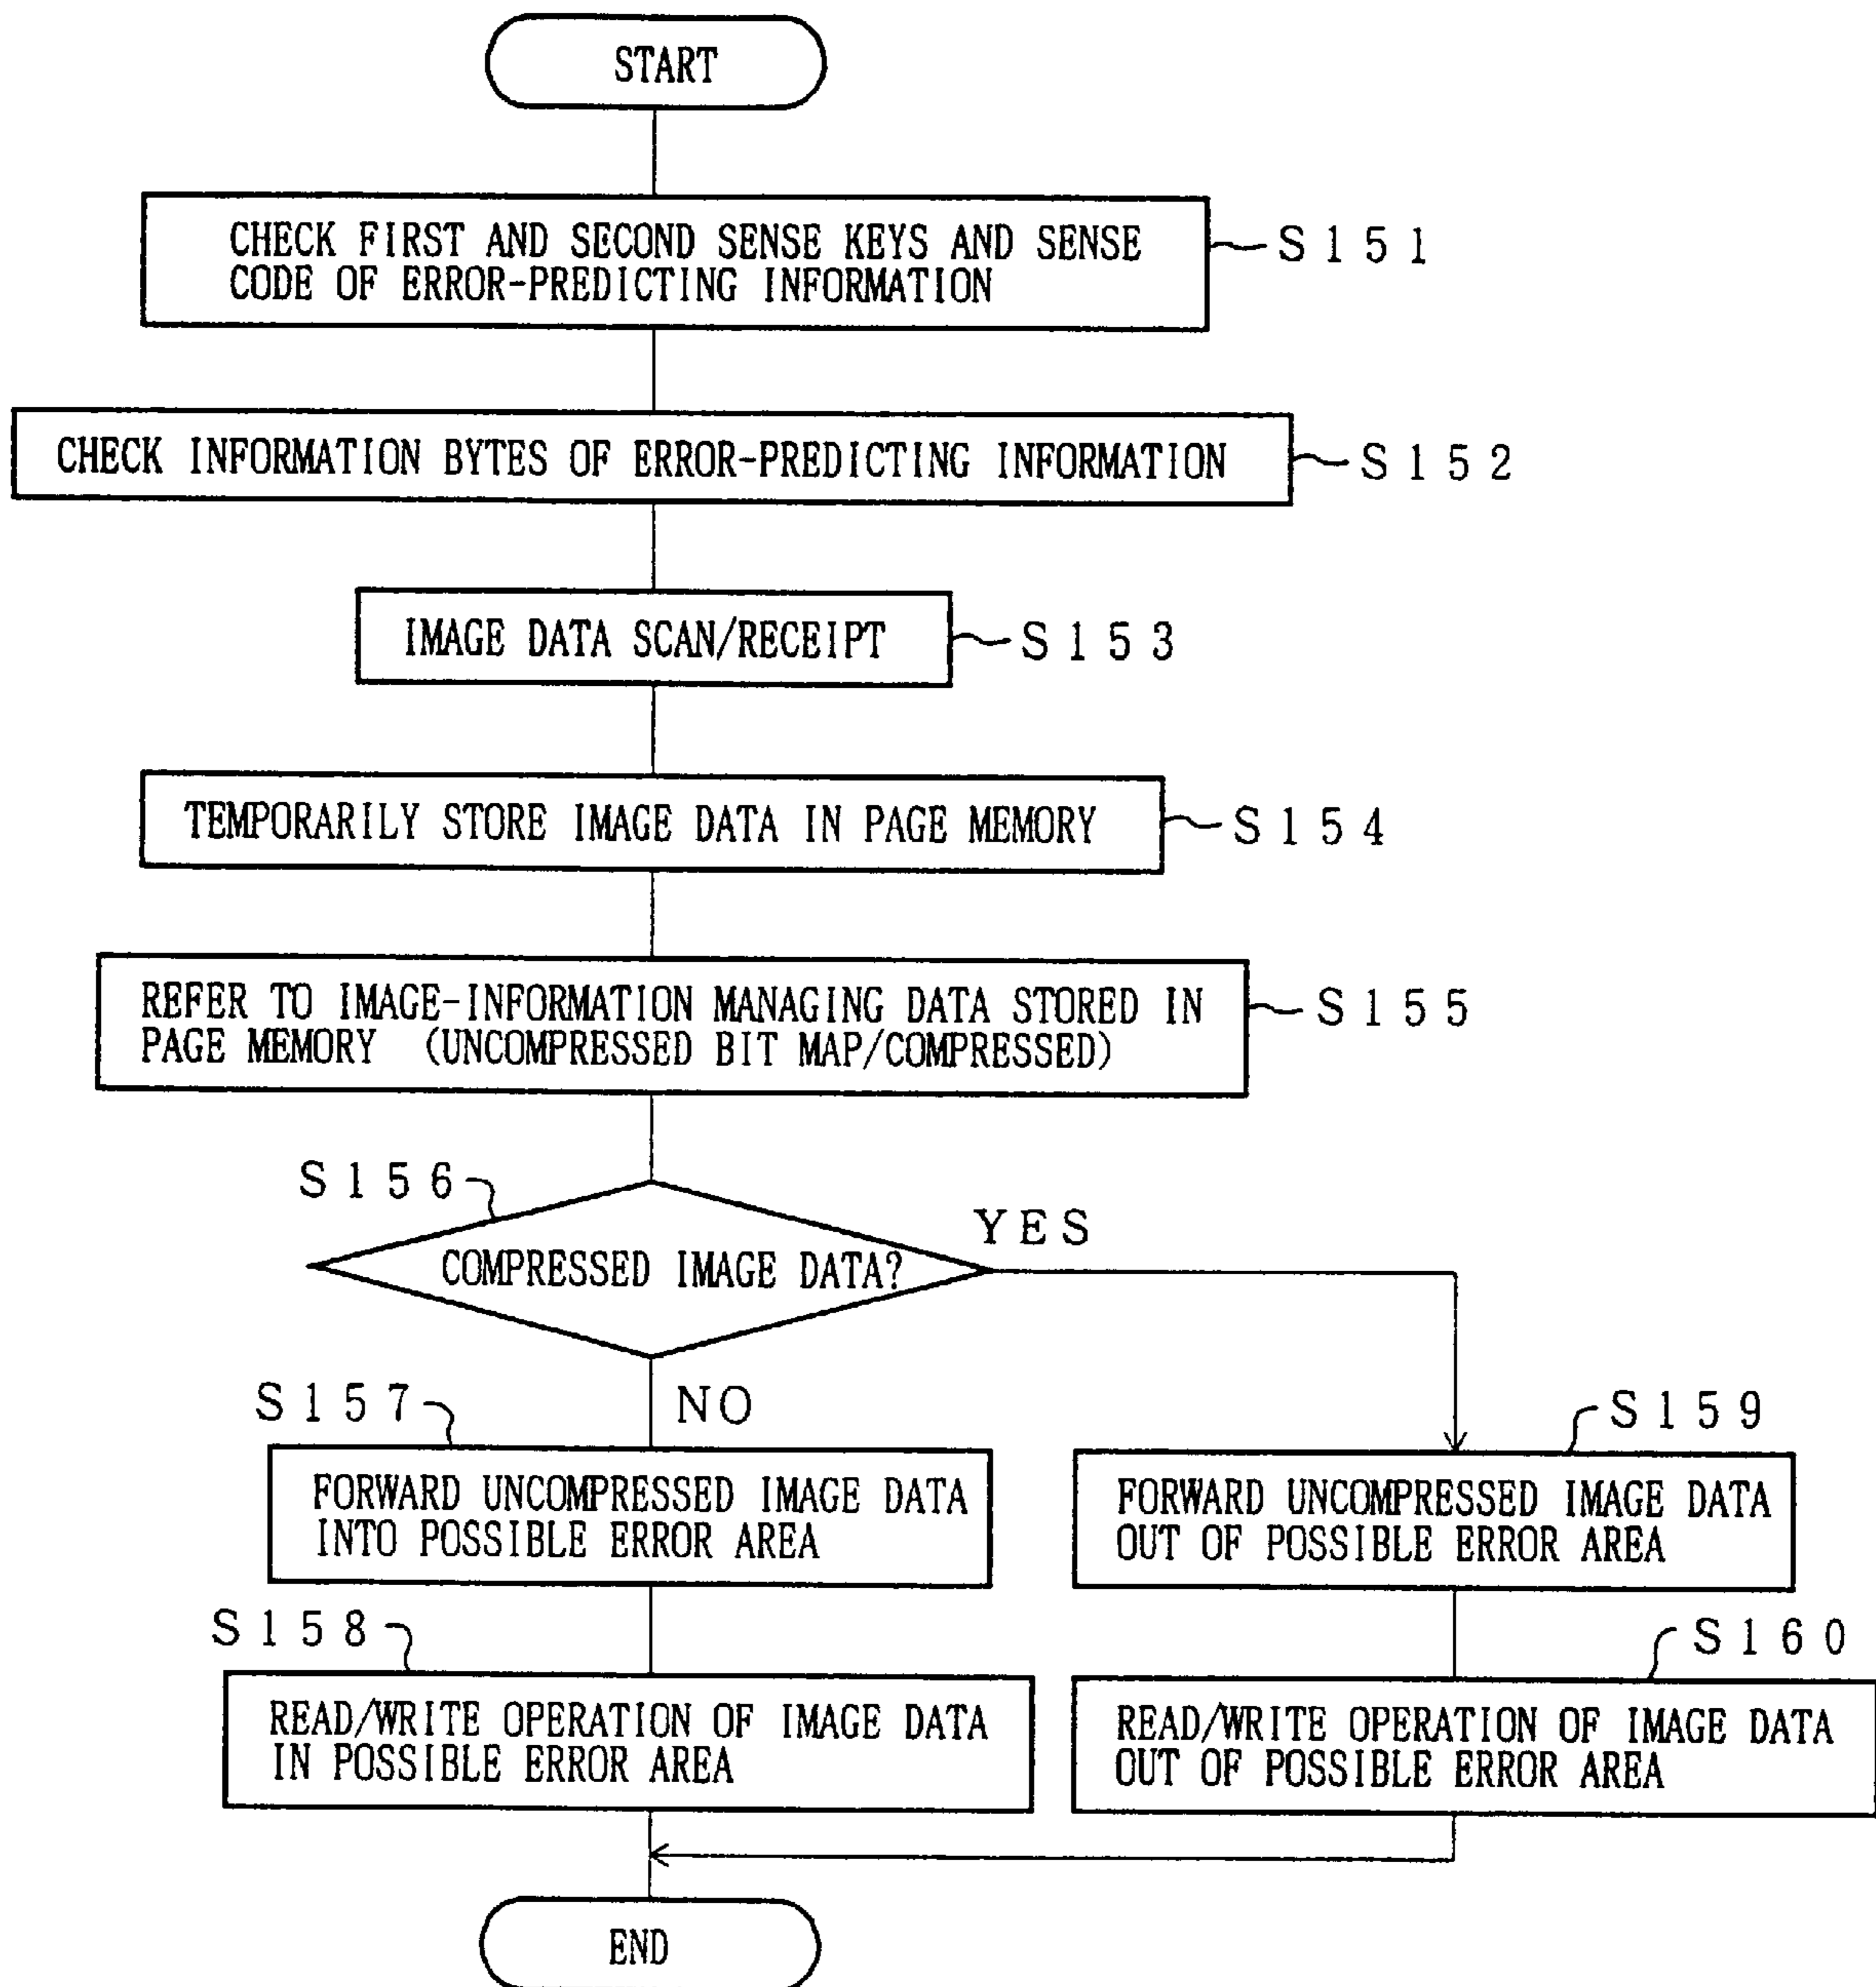 START
CHECK FIRST AND SECOND SENSE KEYS AND SENSE
CODE OF ERROR-PREDICTING INFORMATION
S151
CHECK INFORMATION BYTES OF ERROR-PREDICTING INFORMATION
S152
IMAGE DATA SCAN/RECEIPT
S153
TEMPORARILY STORE IMAGE DATA IN PAGE MEMORY
S154
REFER TO IMAGE-INFORMATION MANAGING DATA STORED IN
PAGE MEMORY (UNCOMPRESSED BIT MAP/COMPRESSED)
S155
S156
COMPRESSED IMAGE DATA?
YES
NO
S157
FORWARD UNCOMPRESSED IMAGE DATA
INTO POSSIBLE ERROR AREA
S159
FORWARD UNCOMPRESSED IMAGE DATA
OUT OF POSSIBLE ERROR AREA
S158
READ/WRITE OPERATION OF IMAGE DATA
IN POSSIBLE ERROR AREA
S160
READ/WRITE OPERATION OF IMAGE DATA
OUT OF POSSIBLE ERROR AREA
END